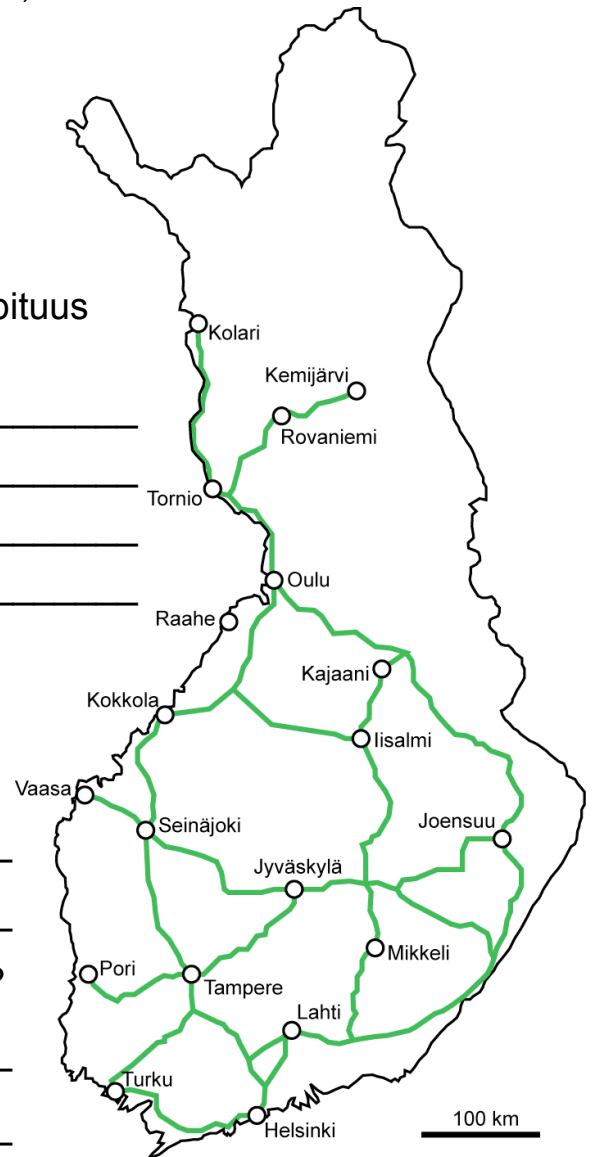 pituus
Kolari
Kemijärvi
Rovaniemi
Tornio
Oulu
Raahe
Kajaani
Kokkola
Iisalmi
Vaasa
Seinäjoki
Joensuu
Jyväskylä
Mikkeli
Pori
Tampere
Lahti
Turku
100 km
Helsinki